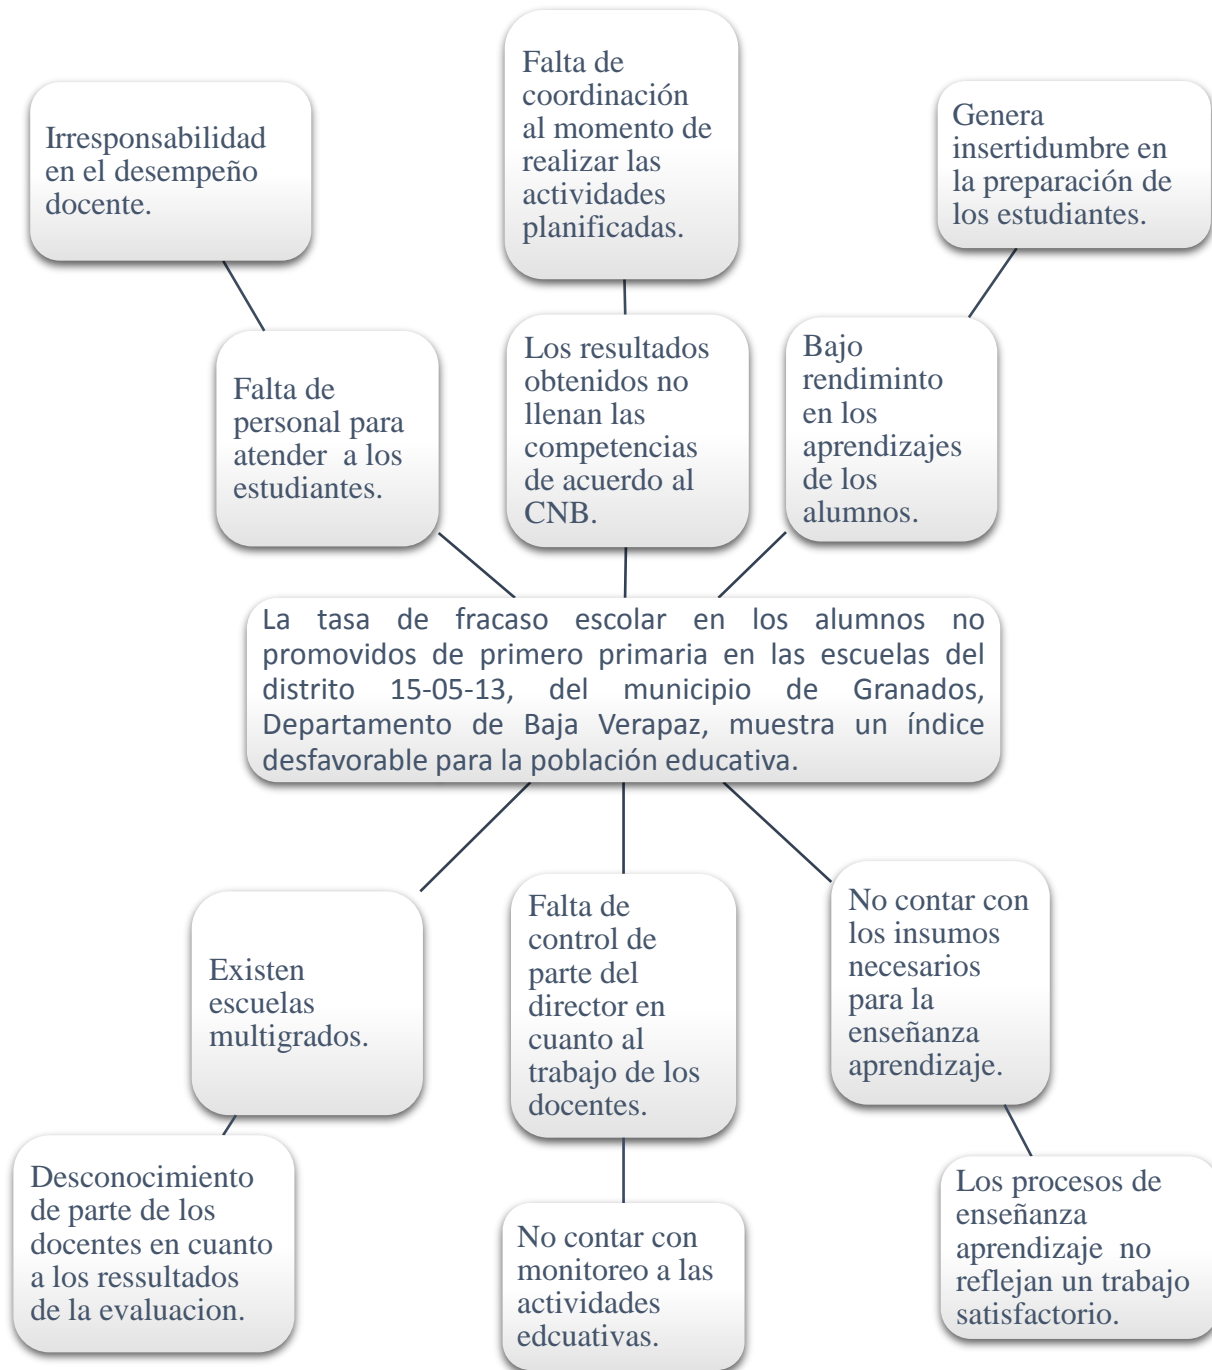 Irresponsabilidad
en el desempeño
docente.
Falta de
coordinación
al momento de
realizar las
actividades
planificadas.
Genera
insertidumbre en
la preparación de
los estudiantes.
Falta de
personal para
atender a los
estudiantes.
Los resultados
obtenidos no
llenan las
competencias
de acuerdo al
CNB.
Bajo
rendiminto
en los
aprendizajes
de los
alumnos.
La tasa de fracaso escolar en los alumnos no
promovidos de primero primaria en las escuelas del
distrito 15-05-13, del municipio de Granados,
Departamento de Baja Verapaz, muestra un índice
desfavorable para la población educativa.
Existen
escuelas
multigrados.
Falta de
control de
parte del
director en
cuanto al
trabajo de los
docentes.
No contar con
los insumos
necesarios
para la
enseñanza
aprendizaje.
Desconocimiento
de parte de los
docentes en cuanto
a los ressultados
de la evaluacion.
No contar con
monitoreo a las
actividades
edcuativas.
Los procesos de
enseñanza
aprendizaje no
reflejan un trabajo
satisfactorio.